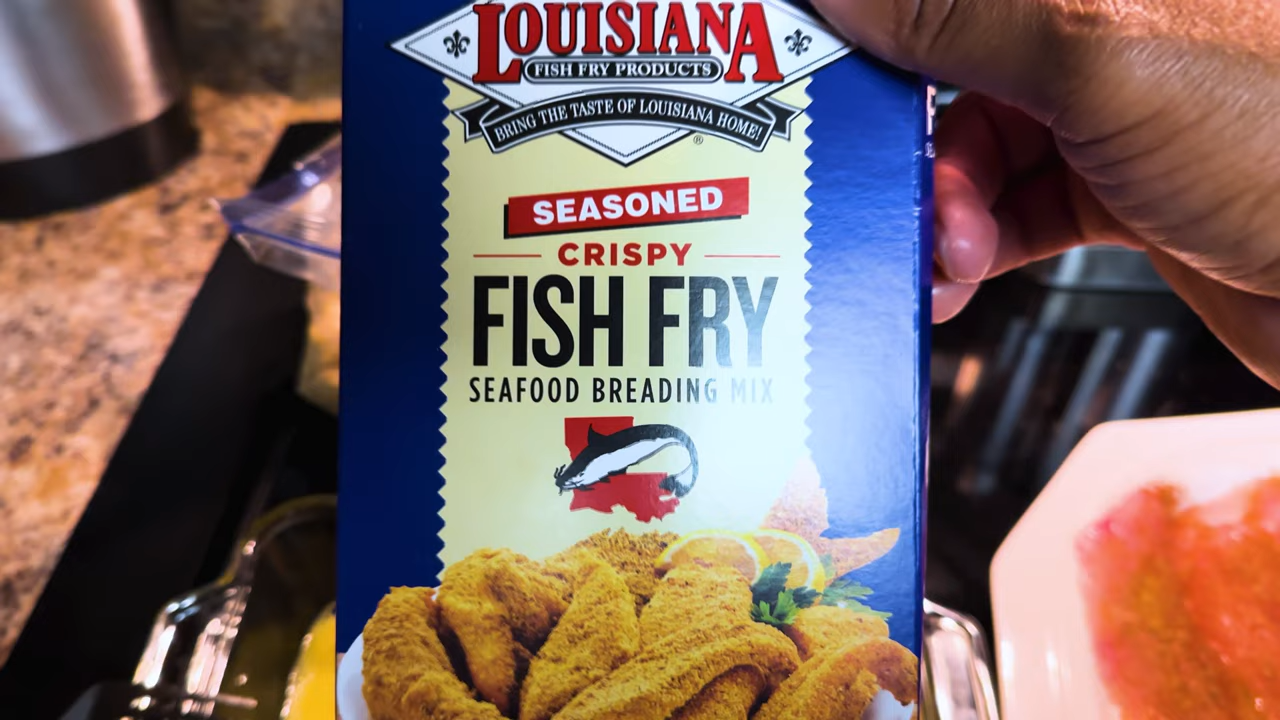 LOUISIANA
FISH FRY PRODUCTS
BRING THE TASTE OF LOUISIANA HOME!
®
SEASONED
CRISPY
FISH FRY
SEAFOOD BREADING MIX